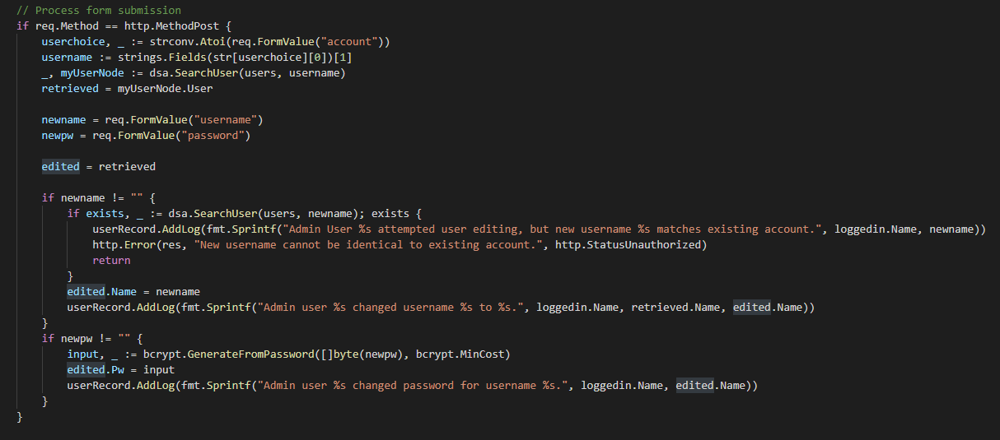 // Process form submission
if req.Method == http.MethodPost {
    userchoice, _ := strconv.Atoi(req.FormValue("account"))
    username := strings.Fields(str[userchoice][0])[1]
    _, myUserNode := dsa.SearchUser(users, username)
    retrieved = myUserNode.User

    newname = req.FormValue("username")
    newpw = req.FormValue("password")

    edited = retrieved

    if newname != "" {
        if exists, _ := dsa.SearchUser(users, newname); exists {
            userRecord.AddLog(fmt.Sprintf("Admin User %s attempted user editing, but new username %s matches existing account.", loggedin.Name, newname))
            http.Error(res, "New username cannot be identical to existing account.", http.StatusUnauthorized)
            return
        }
        edited.Name = newname
        userRecord.AddLog(fmt.Sprintf("Admin user %s changed username %s to %s.", loggedin.Name, retrieved.Name, edited.Name))
    }
    if newpw != "" {
        input, _ := bcrypt.GenerateFromPassword([]byte(newpw), bcrypt.MinCost)
        edited.Pw = input
        userRecord.AddLog(fmt.Sprintf("Admin user %s changed password for username %s.", loggedin.Name, edited.Name))
    }
}